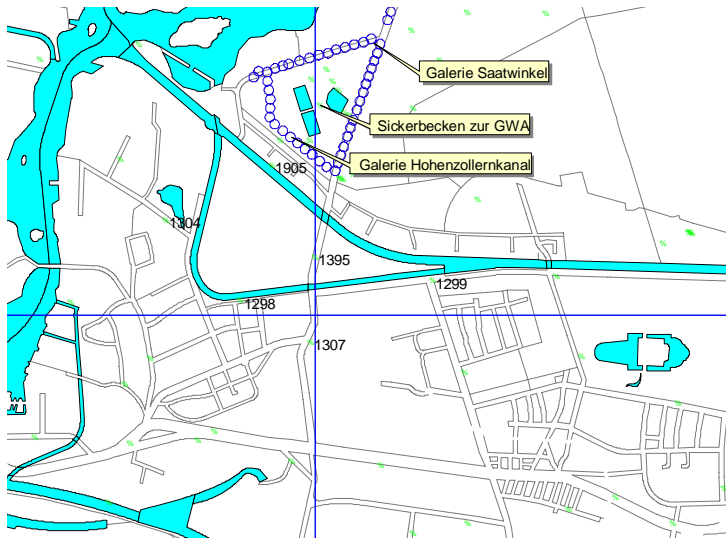 Galerie Saatwinkel
Sickerbecken zur GWA
Galerie Hohenzollernkanal
1905
1304
1395
1299
1298
1307